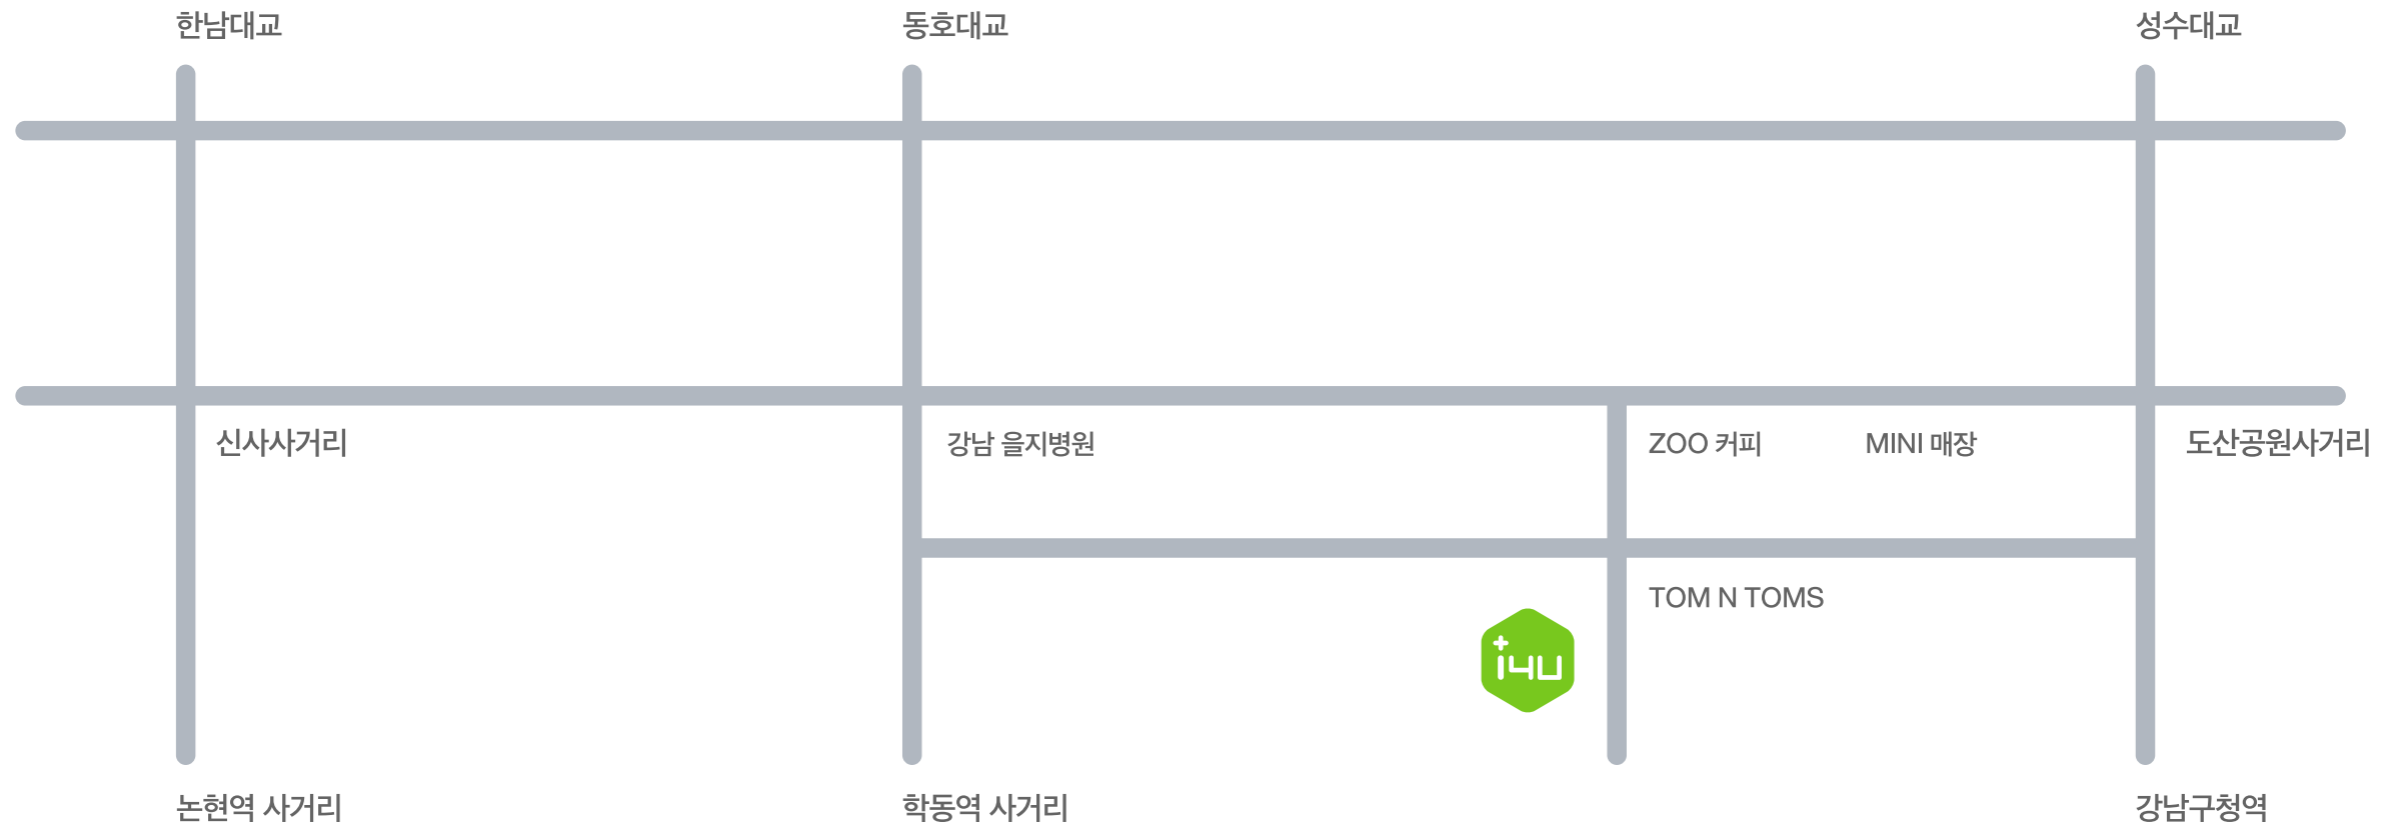 한남대교
동호대교
성수대교
신사사거리
강남 을지병원
ZOO 커피
MINI 매장
도산공원사거리
TOM N TOMS
i4u
논현역 사거리
학동역 사거리
강남구청역